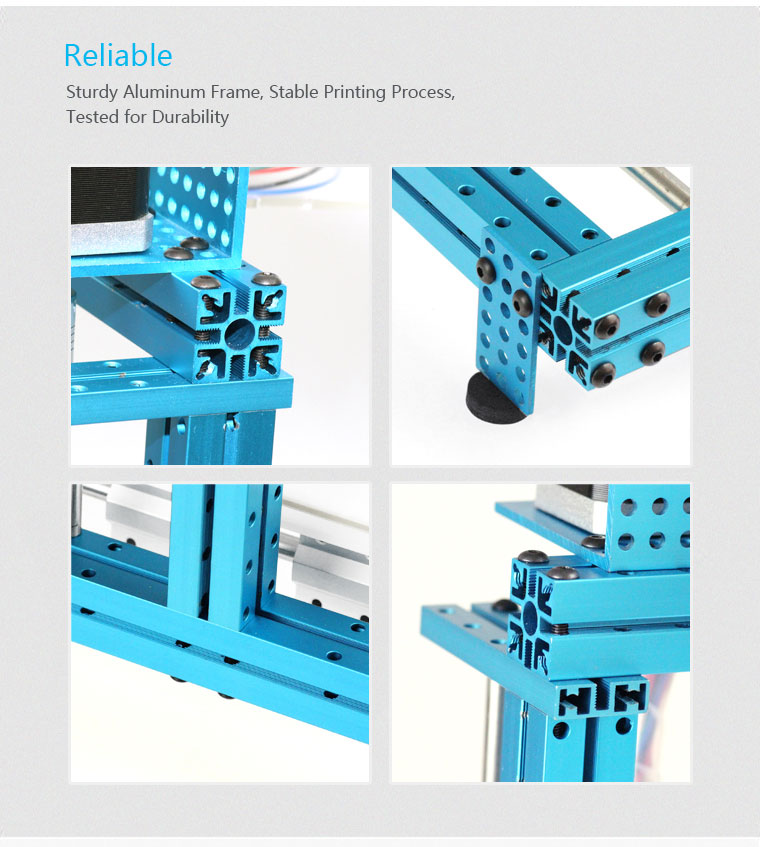 Reliable
Sturdy Aluminum Frame, Stable Printing Process,
Tested for Durability